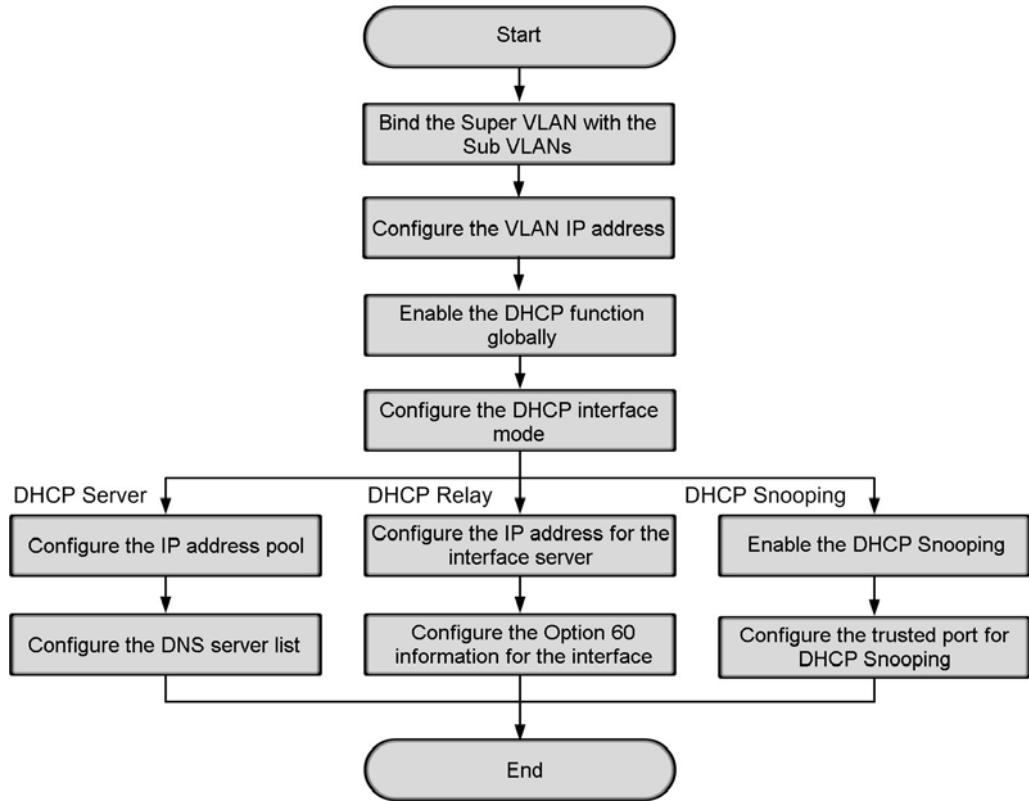 Start
Bind the Super VLAN with the
Sub VLANs
Configure the VLAN IP address
Enable the DHCP function
globally
Configure the DHCP interface
mode
DHCP Server
DHCP Relay
DHCP Snooping
Configure the IP address pool
Configure the IP address for the
interface server
Enable the DHCP Snooping
Configure the DNS server list
Configure the Option 60
information for the interface
Configure the trusted port for
DHCP Snooping
End